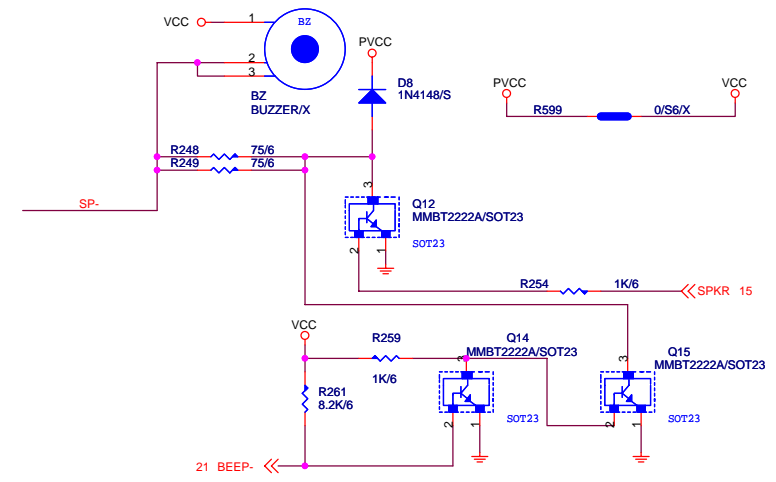 BZ
VCC 1
2
3
BZ
BUZZER/X
PVCC
D8
1N4148/S
PVCC
VCC
R599 0/S6/X
R248 75/6
R249 75/6
SP-
3
Q12
MMBT2222A/SOT23
SOT23
2 1
R254 1K/6 SPKR 15
VCC
R259
1K/6
R261
8.2K/6
Q14
3 MMBT2222A/SOT23
SOT23
2 1
Q15
3 MMBT2222A/SOT23
SOT23
2 1
21 BEEP-